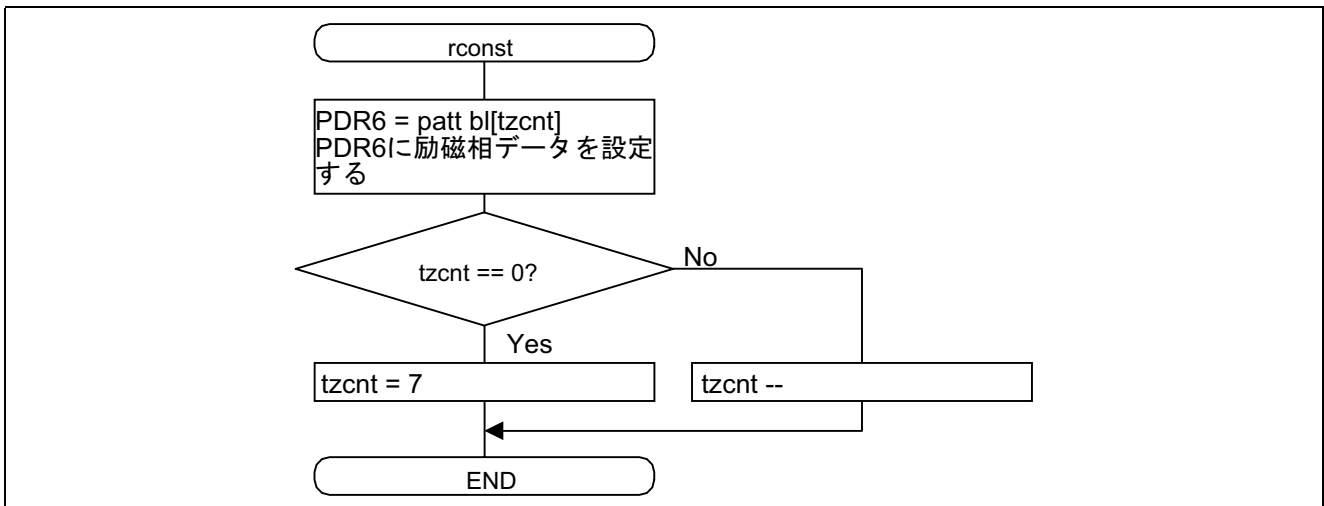 rconst
PDR6 = patt bl[tzcnt]
PDR6に励磁相データを設定
する
tzcnt == 0?
No
Yes
tzcnt = 7
tzcnt --
END